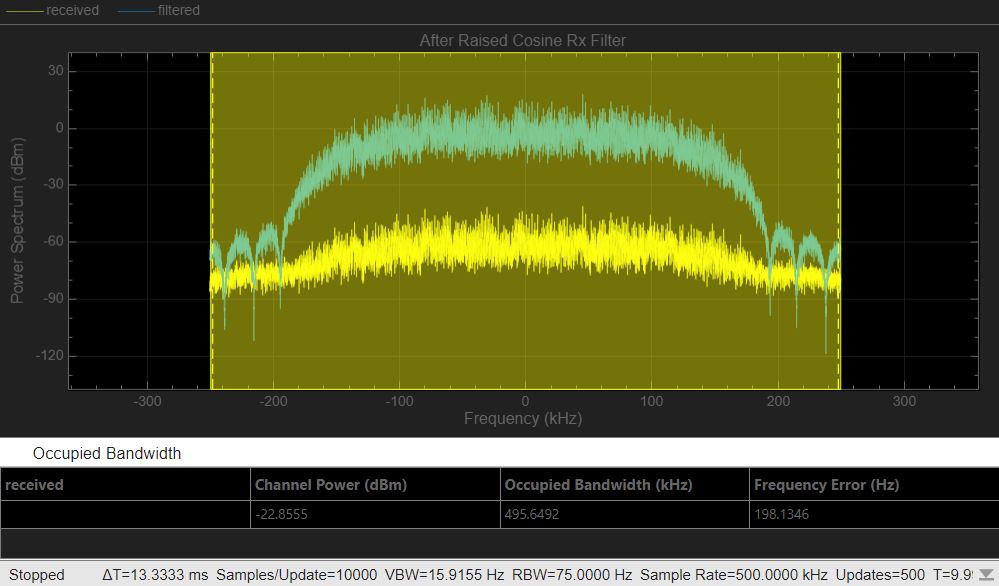 received filtered
After Raised Cosine Rx Filter
30
0
-30
-60
-90
-120
Power Spectrum (dBm)
-300 -200 -100 0 100 200 300
Frequency (kHz)
Occupied Bandwidth
received Channel Power (dBm) Occupied Bandwidth (kHz) Frequency Error (Hz)
-22.8555 495.6492 198.1346
Stopped ΔT=13.3333 ms Samples/Update=10000 VBW=15.9155 Hz RBW=75.0000 Hz Sample Rate=500.0000 kHz Updates=500 T=9.9